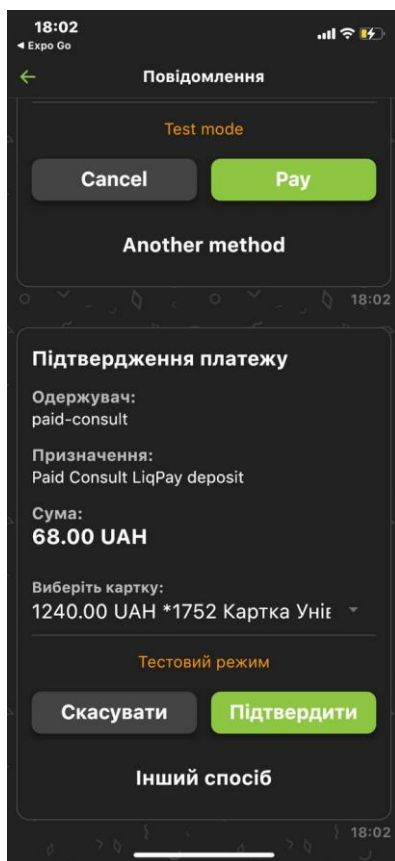 18:02
◀ Expo Go
Повідомлення
Test mode
Cancel Pay
Another method
18:02
Підтвердження платежу
Одержувач:
paid-consult
Призначення:
Paid Consult LiqPay deposit
Сума:
68.00 UAH
Виберіть картку:
1240.00 UAH *1752 Картка Уніє
Тестовий режим
Скасувати Підтвердити
Інший спосіб
18:02